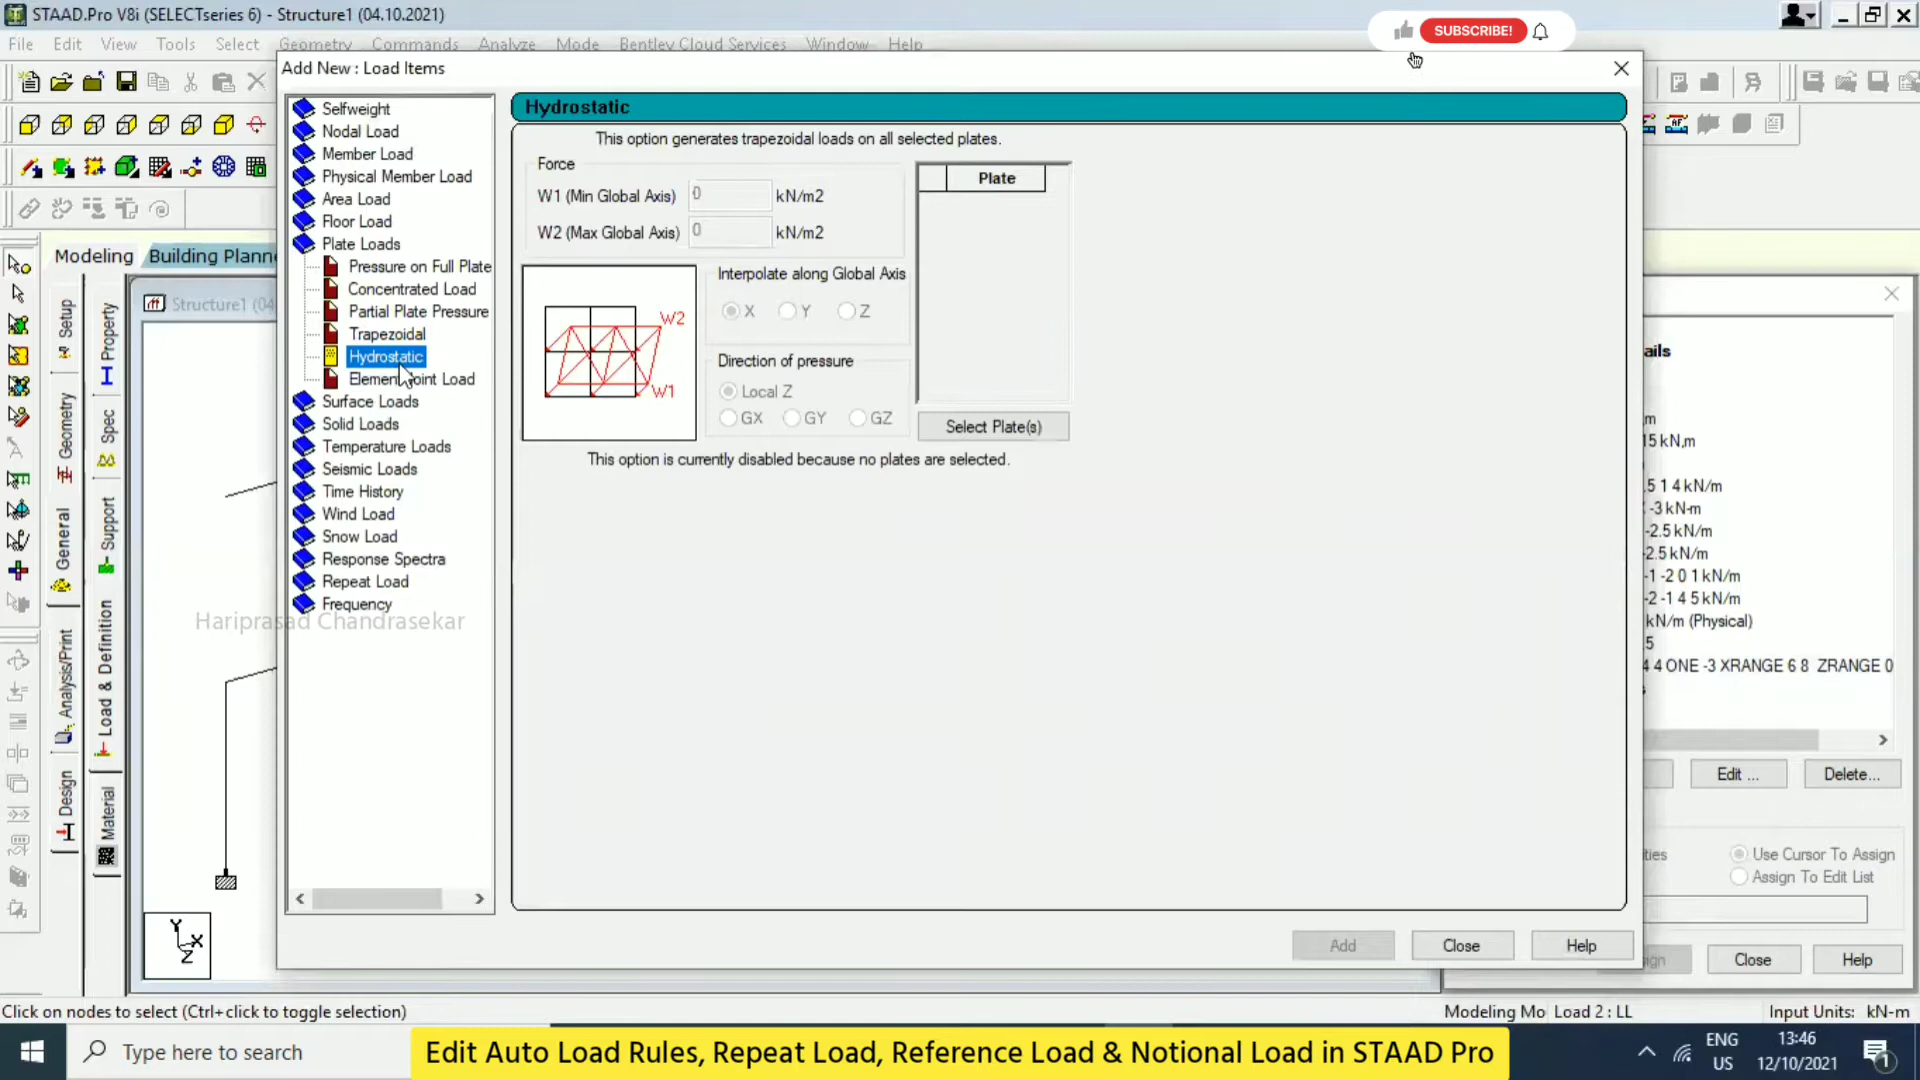 STAAD.Pro V8i (SELECTseries 6) - Structure1 (04.10.2021)
SUBSCRIBE!
File Edit View Tools Select Geometry Commands Analyze Mode Bentley Cloud Services Window Help
Add New : Load Items
Selfweight
Nodal Load
Member Load
Physical Member Load
Area Load
Floor Load
Plate Loads
Pressure on Full Plate
Concentrated Load
Partial Plate Pressure
Trapezoidal
Hydrostatic
Element Point Load
Surface Loads
Solid Loads
Temperature Loads
Seismic Loads
Time History
Wind Load
Snow Load
Response Spectra
Repeat Load
Frequency
Hydrostatic
This option generates trapezoidal loads on all selected plates.
Force
W1 (Min Global Axis) 0 kN/m2
W2 (Max Global Axis) 0 kN/m2
Plate
W2
W1
Interpolate along Global Axis
X Y Z
Direction of pressure
Local Z
GX GY GZ
Select Plate(s)
This option is currently disabled because no plates are selected.
Add Close Help
Modeling Building Planne
Structure1 (04
Setup
Geometry
General
Analysis/Print
Design
Property
Spec
Support
Load & Definition
Material
Hariprasad Chandrasekar
Y
X
Z
ails
,m
15 kN,m
.5 1 4 kN/m
-3 kN-m
-2.5 kN/m
-2.5 kN/m
-1 -2 0 1 kN/m
-2 -1 4 5 kN/m
kN/m (Physical)
.5
4 4 ONE -3 XRANGE 6 8 ZRANGE 0
Edit ... Delete...
ities Use Cursor To Assign
Assign To Edit List
ign Close Help
Click on nodes to select (Ctrl+click to toggle selection)
Modeling Mo Load 2 : LL Input Units: kN-m
Type here to search
Edit Auto Load Rules, Repeat Load, Reference Load & Notional Load in STAAD Pro
ENG
US
13:46
12/10/2021
1